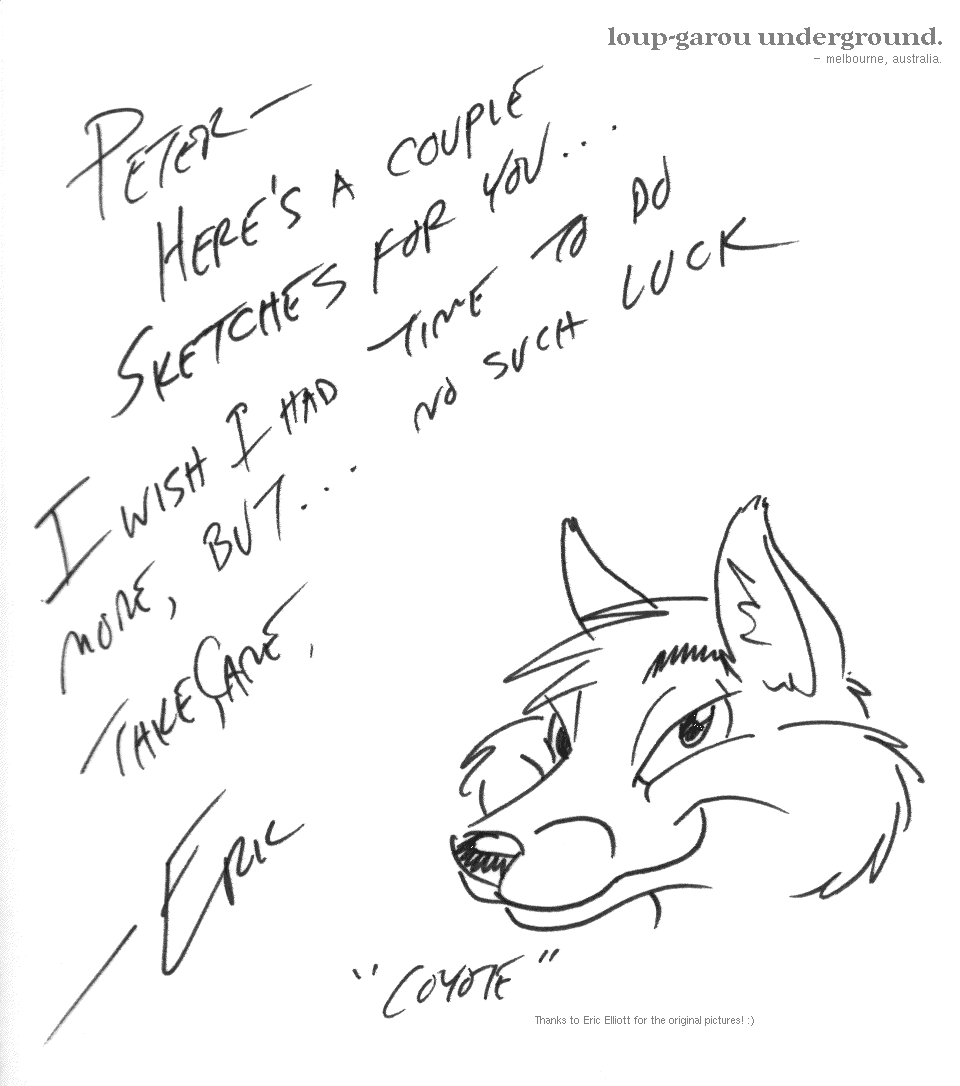 loup-garou underground.
– melbourne, australia.
PETER —
HERE'S A COUPLE
SKETCHES FOR YOU...
I WISH I HAD TIME TO DO
MORE, BUT... NO SUCH LUCK
TAKE CARE,
— ERIC
"COYOTE"
Thanks to Eric Elliott for the original pictures! :)